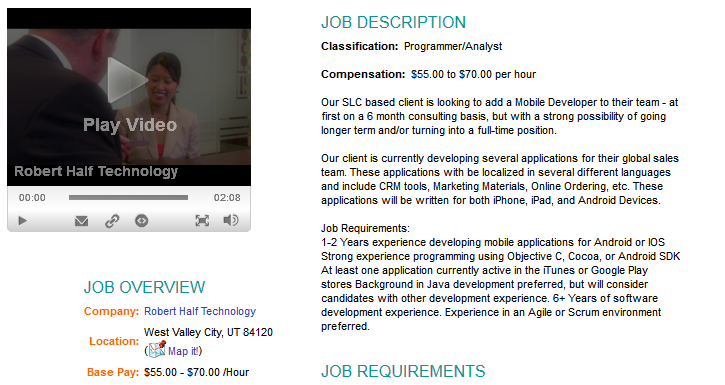 Play Video
Robert Half Technology
00:00
02:08
JOB OVERVIEW
Company: Robert Half Technology
Location: West Valley City, UT 84120
( Map it!)
Base Pay: $55.00 - $70.00 /Hour
JOB DESCRIPTION
Classification: Programmer/Analyst
Compensation: $55.00 to $70.00 per hour
Our SLC based client is looking to add a Mobile Developer to their team - at
first on a 6 month consulting basis, but with a strong possibility of going
longer term and/or turning into a full-time position.
Our client is currently developing several applications for their global sales
team. These applications with be localized in several different languages
and include CRM tools, Marketing Materials, Online Ordering, etc. These
applications will be written for both iPhone, iPad, and Android Devices.
Job Requirements:
1-2 Years experience developing mobile applications for Android or IOS
Strong experience programming using Objective C, Cocoa, or Android SDK
At least one application currently active in the iTunes or Google Play
stores Background in Java development preferred, but will consider
candidates with other development experience. 6+ Years of software
development experience. Experience in an Agile or Scrum environment
preferred.
JOB REQUIREMENTS